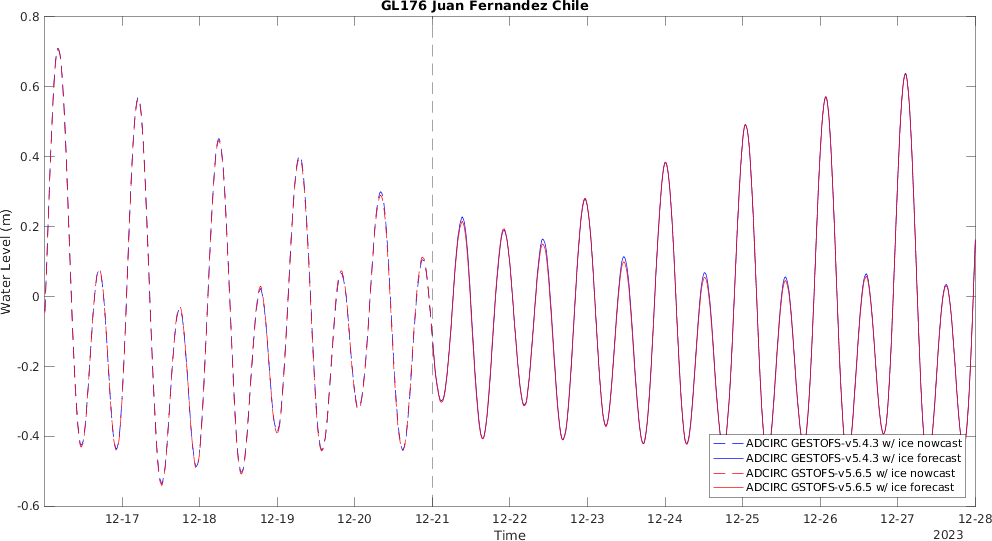 GL176 Juan Fernandez Chile
Water Level (m)
0.8
0.6
0.4
0.2
0
-0.2
-0.4
-0.6
ADCIRC GESTOFS-v5.4.3 w/ ice nowcast
ADCIRC GESTOFS-v5.4.3 w/ ice forecast
ADCIRC GSTOFS-v5.6.5 w/ ice nowcast
ADCIRC GSTOFS-v5.6.5 w/ ice forecast
12-17 12-18 12-19 12-20 12-21 12-22 12-23 12-24 12-25 12-26 12-27 12-28
Time
2023